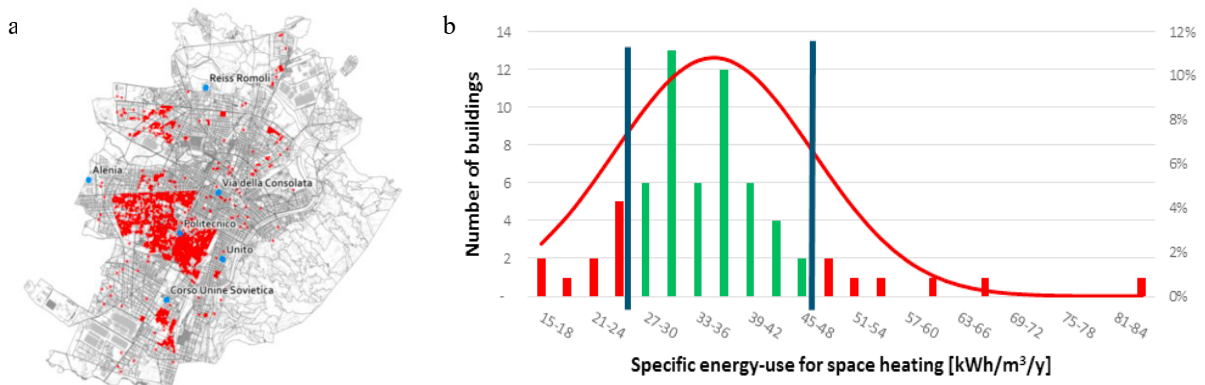 a
Reiss Romoli
Alenia
Via della Consolata
Politecnico
Unito
Corso Unine Sovietica
b
Number of buildings
14
12
10
8
6
4
2
-
12%
10%
8%
6%
4%
2%
0%
15-18
21-24
27-30
33-36
39-42
45-48
51-54
57-60
63-66
69-72
75-78
81-84
Specific energy-use for space heating [kWh/m³/y]